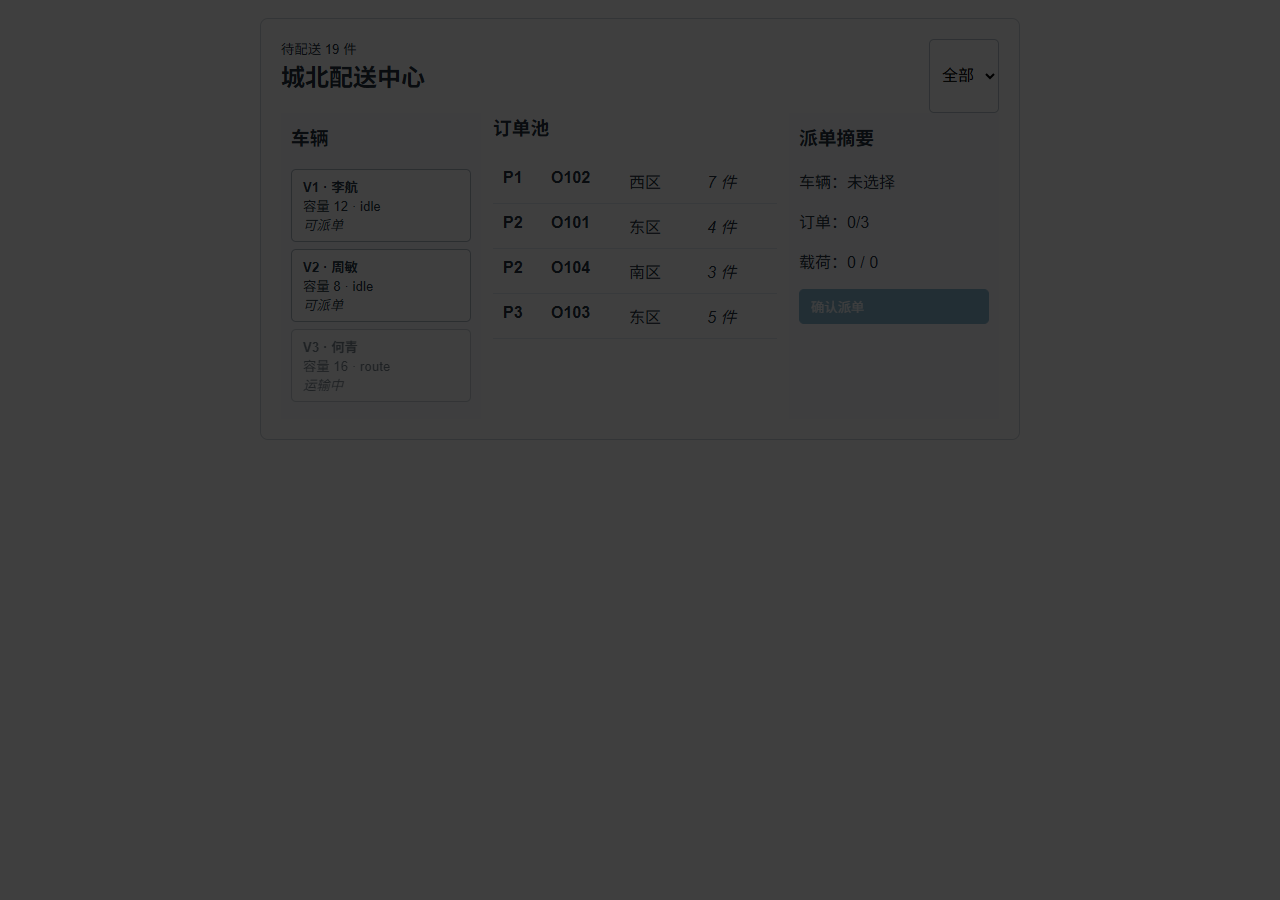 待配送 19 件
城北配送中心
全部
车辆
V1 · 李航
容量 12 · idle
可派单
V2 · 周敏
容量 8 · idle
可派单
V3 · 何青
容量 16 · route
运输中
订单池
P1 O102 西区 7 件
P2 O101 东区 4 件
P2 O104 南区 3 件
P3 O103 东区 5 件
派单摘要
车辆：未选择
订单：0/3
载荷：0 / 0
确认派单